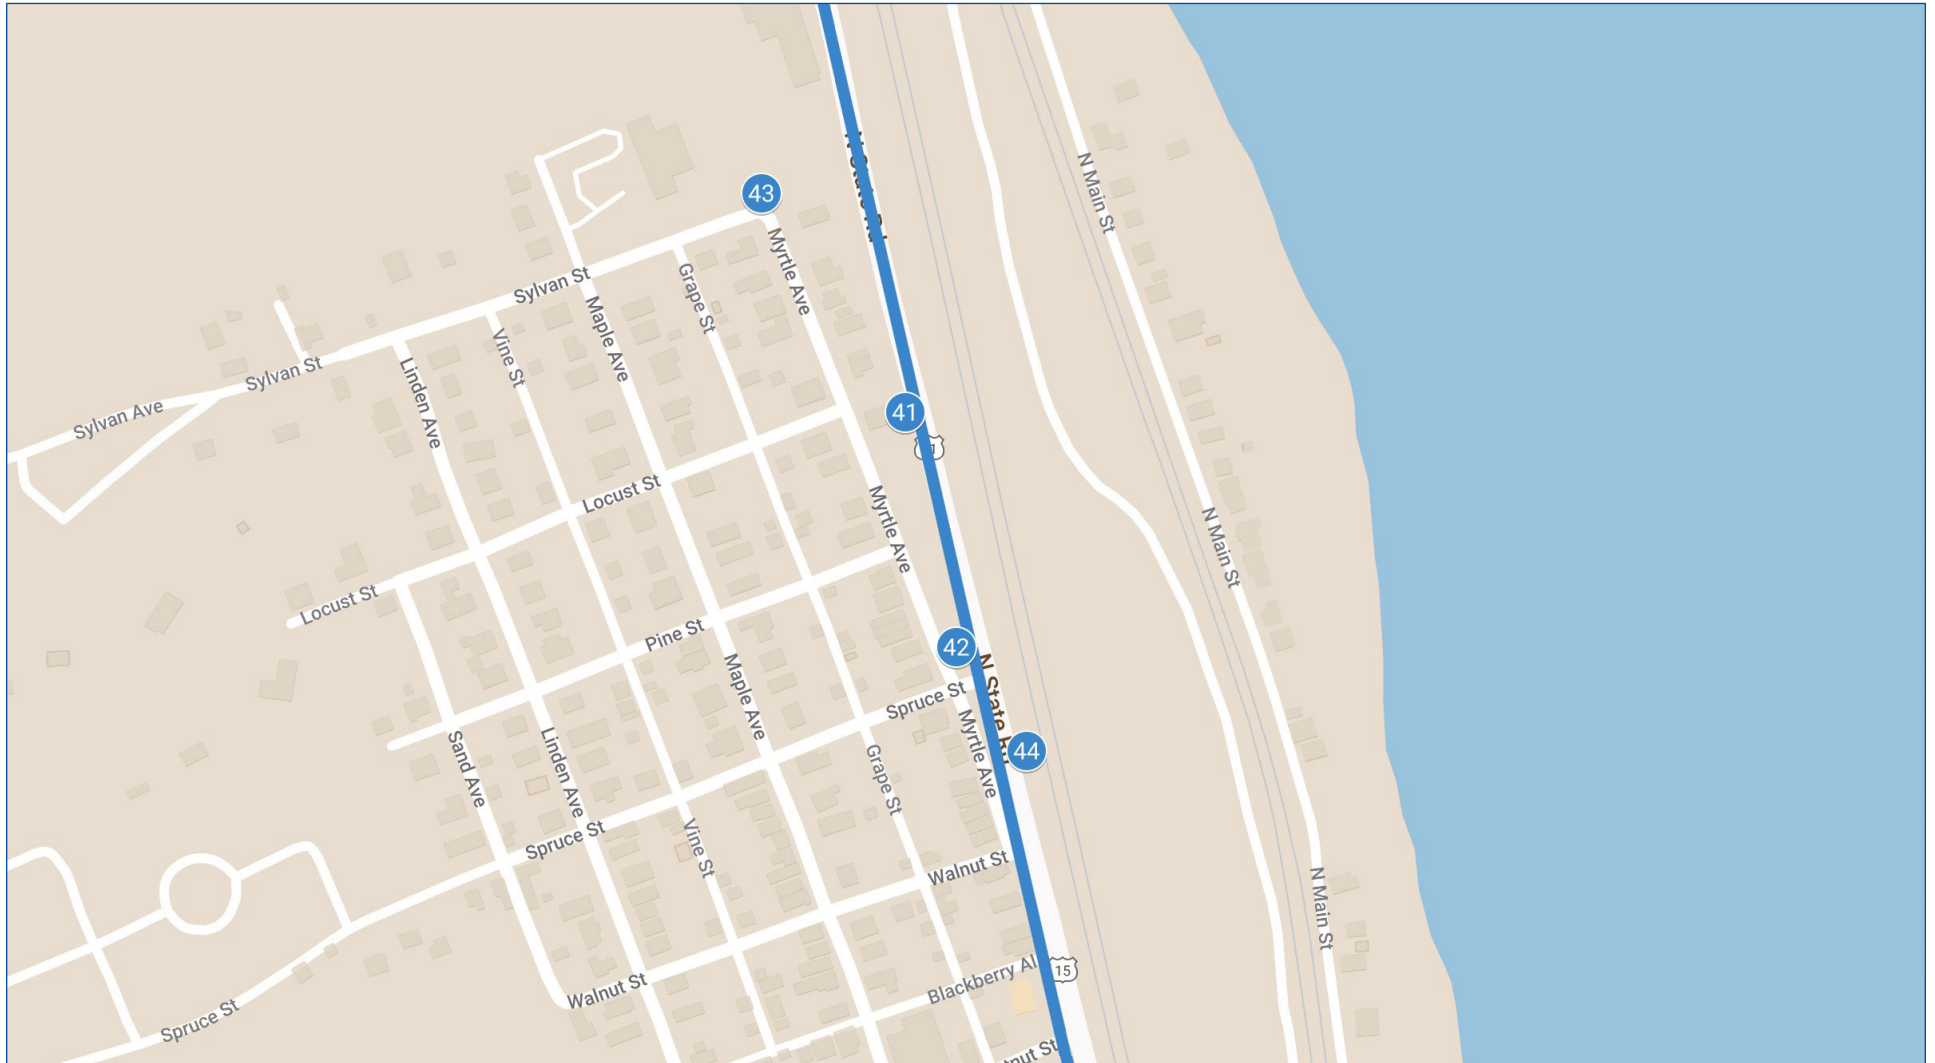 N State Rd
N Main St
43
Myrtle Ave
Grape St
Sylvan St
Maple Ave
Vine St
Sylvan St
Linden Ave
Sylvan Ave
41
Locust St
Myrtle Ave
N Main St
Locust St
Pine St
42
Spruce St
N State Rd
Myrtle Ave
44
Maple Ave
Sand Ave
Linden Ave
Grape St
Spruce St
Vine St
Walnut St
N Main St
Blackberry Al
15
Walnut St
Spruce St